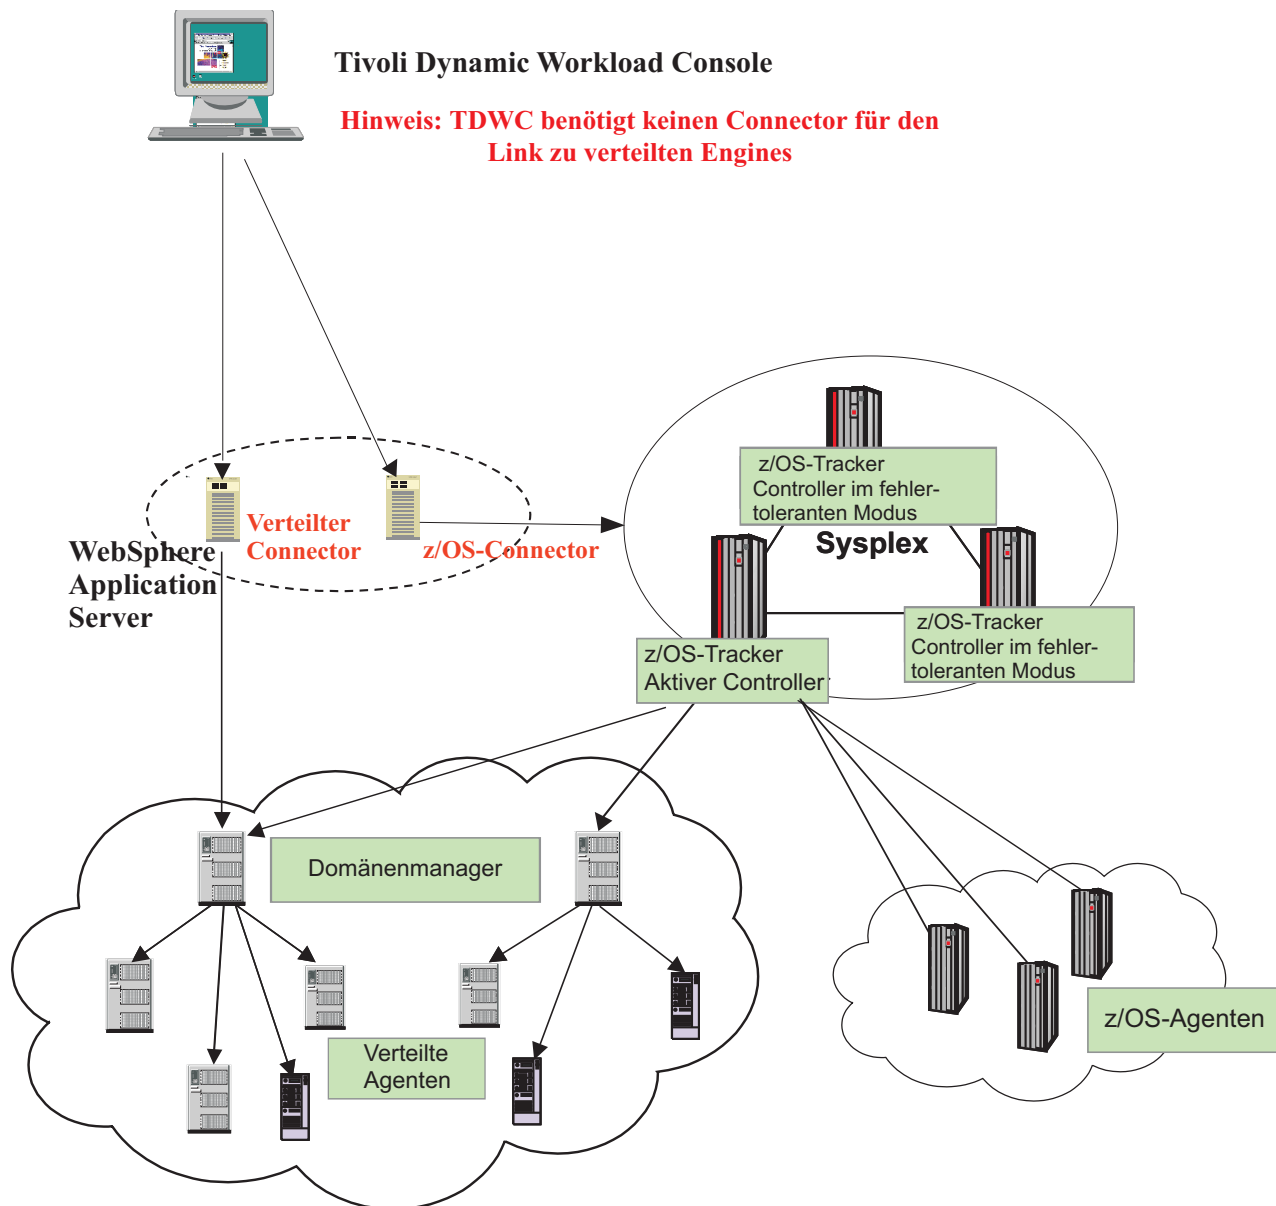 Tivoli Dynamic Workload Console
Hinweis: TDWC benötigt keinen Connector für den
Link zu verteilten Engines
z/OS-Tracker
Controller im fehler-
toleranten Modus
Sysplex
Verteilter
Connector
z/OS-Connector
WebSphere
Application
Server
z/OS-Tracker
Controller im fehler-
toleranten Modus
z/OS-Tracker
Aktiver Controller
Domänenmanager
Verteilte
Agenten
z/OS-Agenten